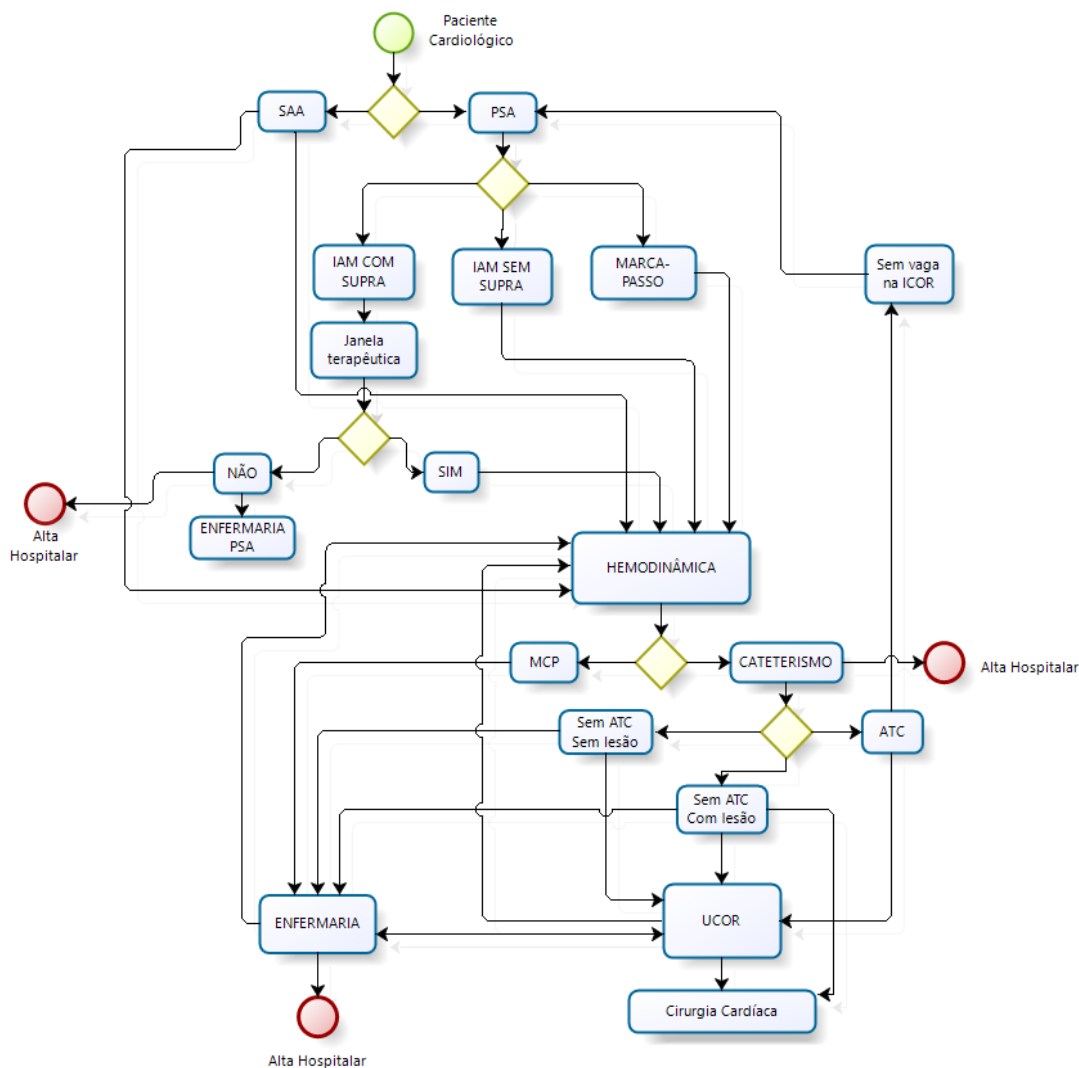 Paciente
Cardiológico
SAA
PSA
IAM COM
SUPRA
IAM SEM
SUPRA
MARCA-
PASSO
Sem vaga
na ICOR
Janela
terapêutica
NÃO
SIM
Alta
Hospitalar
ENFERMARIA
PSA
HEMODINÂMICA
MCP
CATETERISMO
Alta Hospitalar
Sem ATC
Sem lesão
ATC
Sem ATC
Com lesão
ENFERMARIA
UCOR
Cirurgia Cardíaca
Alta Hospitalar